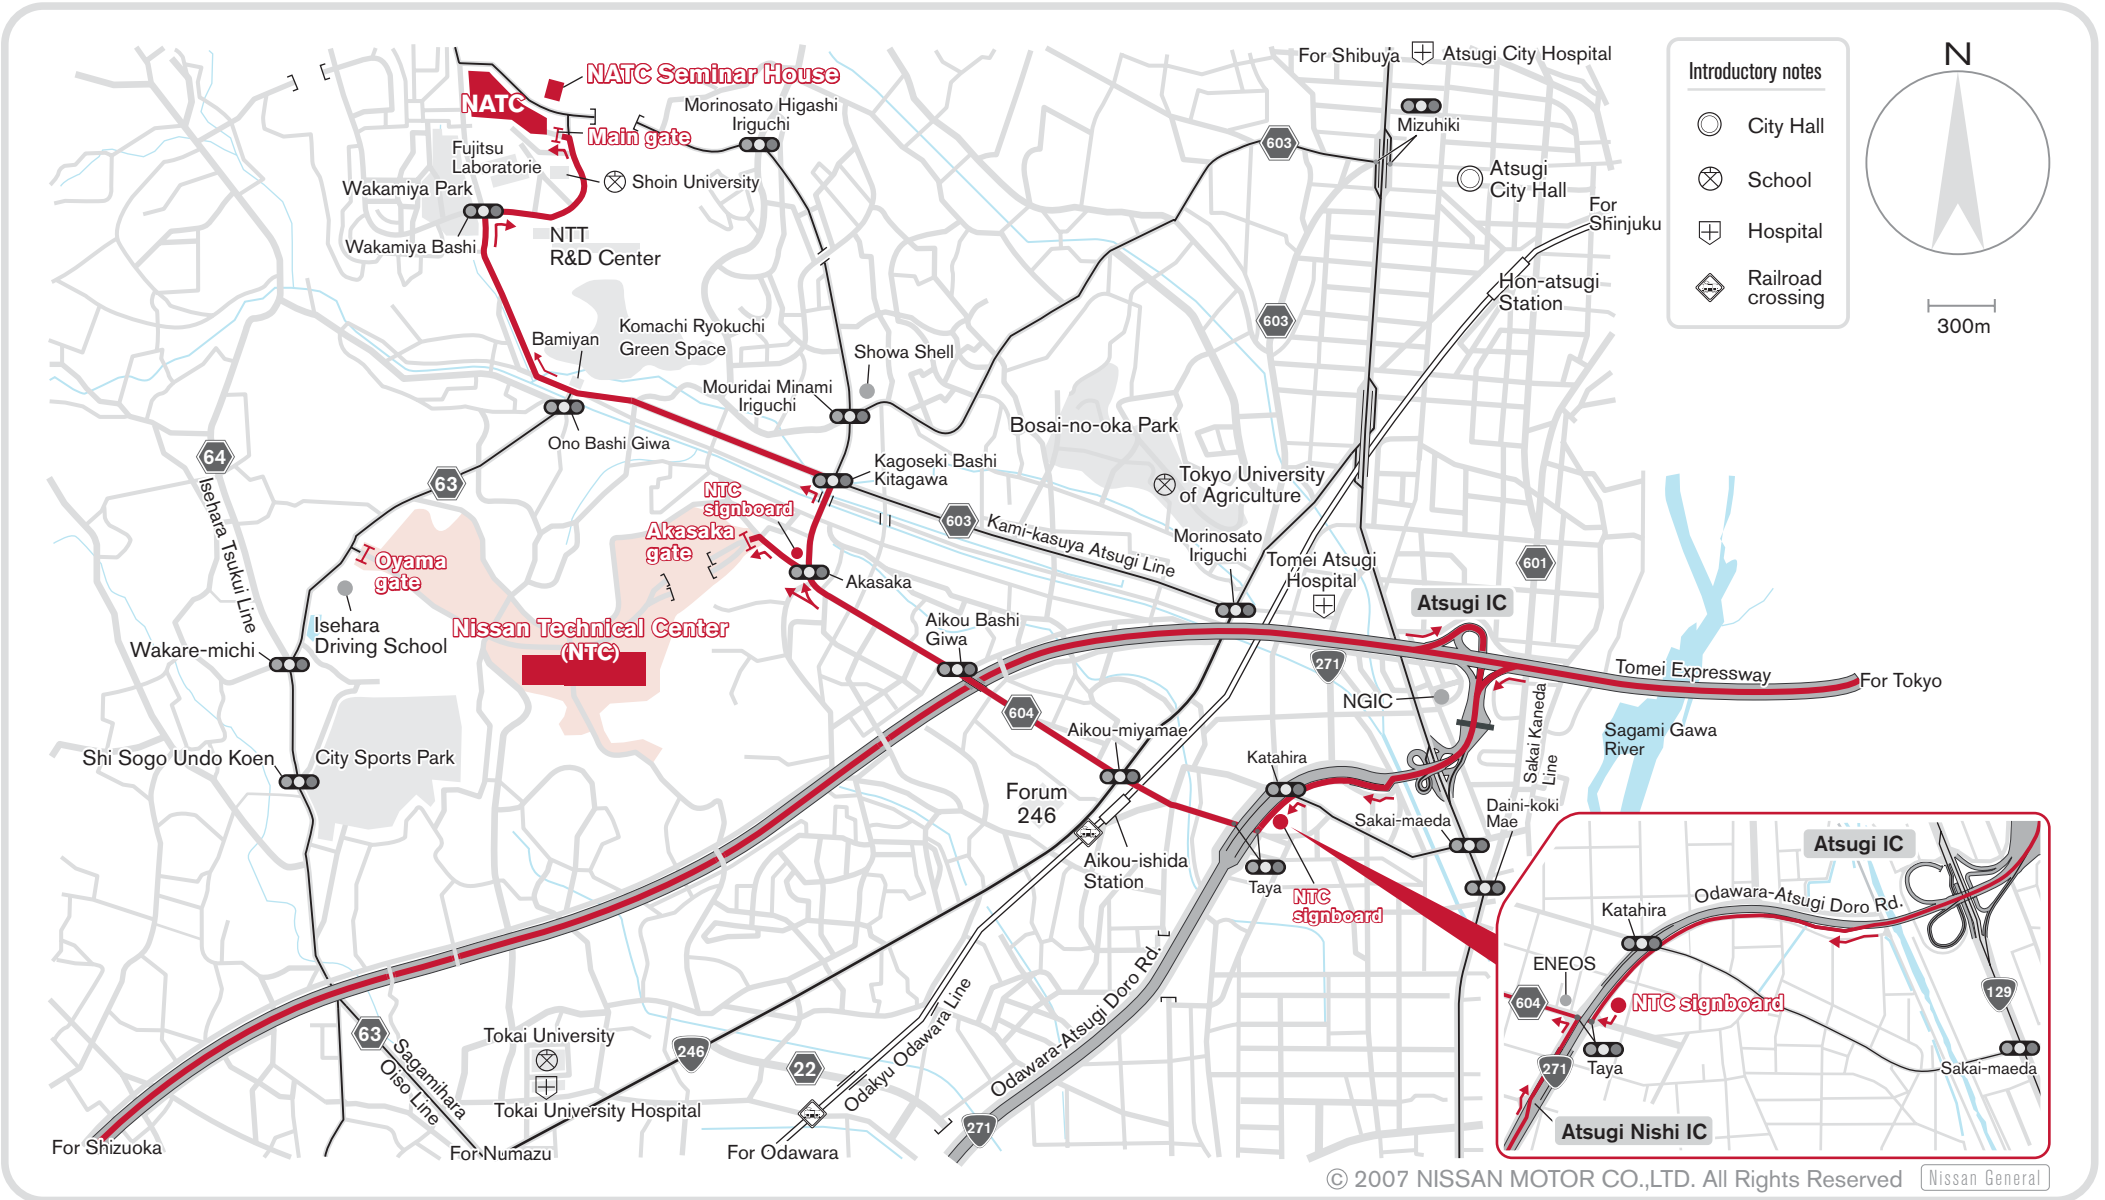 NATC Seminar House
NATC
Morinosato Higashi
Iriguchi
Main gate
Fujitsu
Laboratorie
Shoin University
Wakamiya Park
Wakamiya Bashi
NTT
R&D Center
Komachi Ryokuchi
Green Space
Bamiyan
Showa Shell
Mouridai Minami
Iriguchi
Ono Bashi Giwa
Kagoseki Bashi
Kitagawa
For Shibuya
Atsugi City Hospital
Mizuhiki
603
Atsugi
City Hall
For
Shinjuku
Hon-atsugi
Station
603
Introductory notes
City Hall
School
Hospital
Railroad
crossing
N
300m
Bosai-no-oka Park
Tokyo University
of Agriculture
64
Isehara Tsukui Line
63
NTC
signboard
Akasaka
gate
603
Kami-kasuya Atsugi Line
Morinosato
Iriguchi
Tomei Atsugi
Hospital
601
Oyama
gate
Akasaka
Isehara
Driving School
Nissan Technical Center
(NTC)
Aikou Bashi
Giwa
Atsugi IC
Wakare-michi
271
Tomei Expressway
For Tokyo
NGIC
604
Aikou-miyamae
Sakai Kaneda
Line
Sagami Gawa
River
Shi Sogo Undo Koen
City Sports Park
Katahira
Forum
246
Sakai-maeda
Daini-koki
Mae
Aikou-ishida
Station
Taya
NTC
signboard
Atsugi IC
Odawara-Atsugi Doro Rd.
Katahira
ENEOS
604
NTC signboard
129
Taya
271
Sakai-maeda
Atsugi Nishi IC
Odawara-Atsugi Doro Rd.
Odakyu Odawara Line
63
Sagamihara
Oiso Line
Tokai University
246
22
Tokai University Hospital
271
For Shizuoka
For Numazu
For Odawara
© 2007 NISSAN MOTOR CO.,LTD. All Rights Reserved
Nissan General